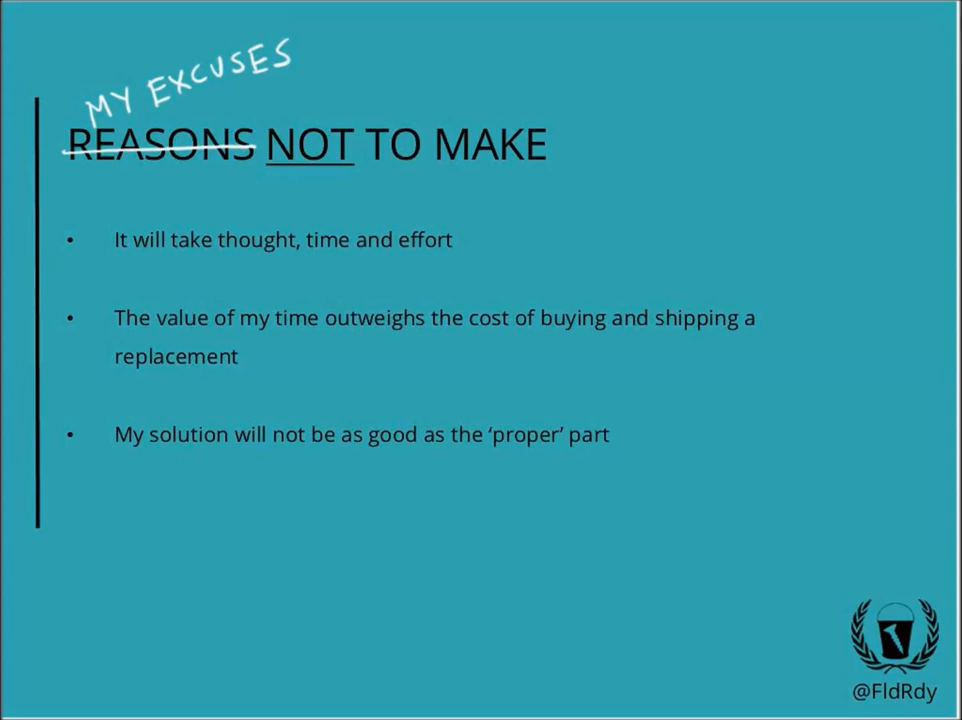 MY EXCUSES
REASONS NOT TO MAKE
• It will take thought, time and effort
• The value of my time outweighs the cost of buying and shipping a
replacement
• My solution will not be as good as the ‘proper’ part
@FldRdy